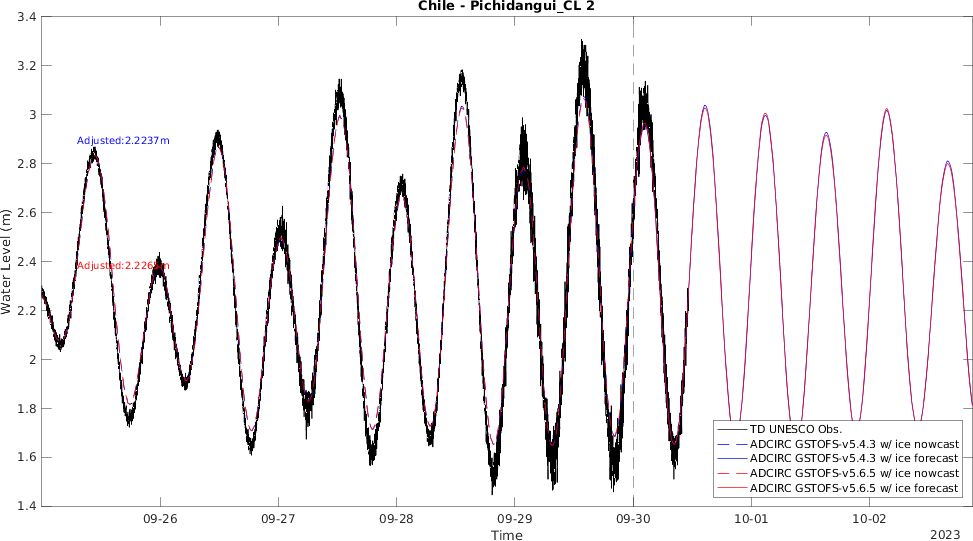 Chile - Pichidangui_CL 2
3.4
3.2
3
2.8
2.6
2.4
2.2
2
1.8
1.6
1.4
Water Level (m)
Adjusted:2.2237m
TD UNESCO Obs.
ADCIRC GSTOFS-v5.4.3 w/ ice nowcast
ADCIRC GSTOFS-v5.4.3 w/ ice forecast
ADCIRC GSTOFS-v5.6.5 w/ ice nowcast
ADCIRC GSTOFS-v5.6.5 w/ ice forecast
09-26 09-27 09-28 09-29 09-30 10-01 10-02
Time
2023